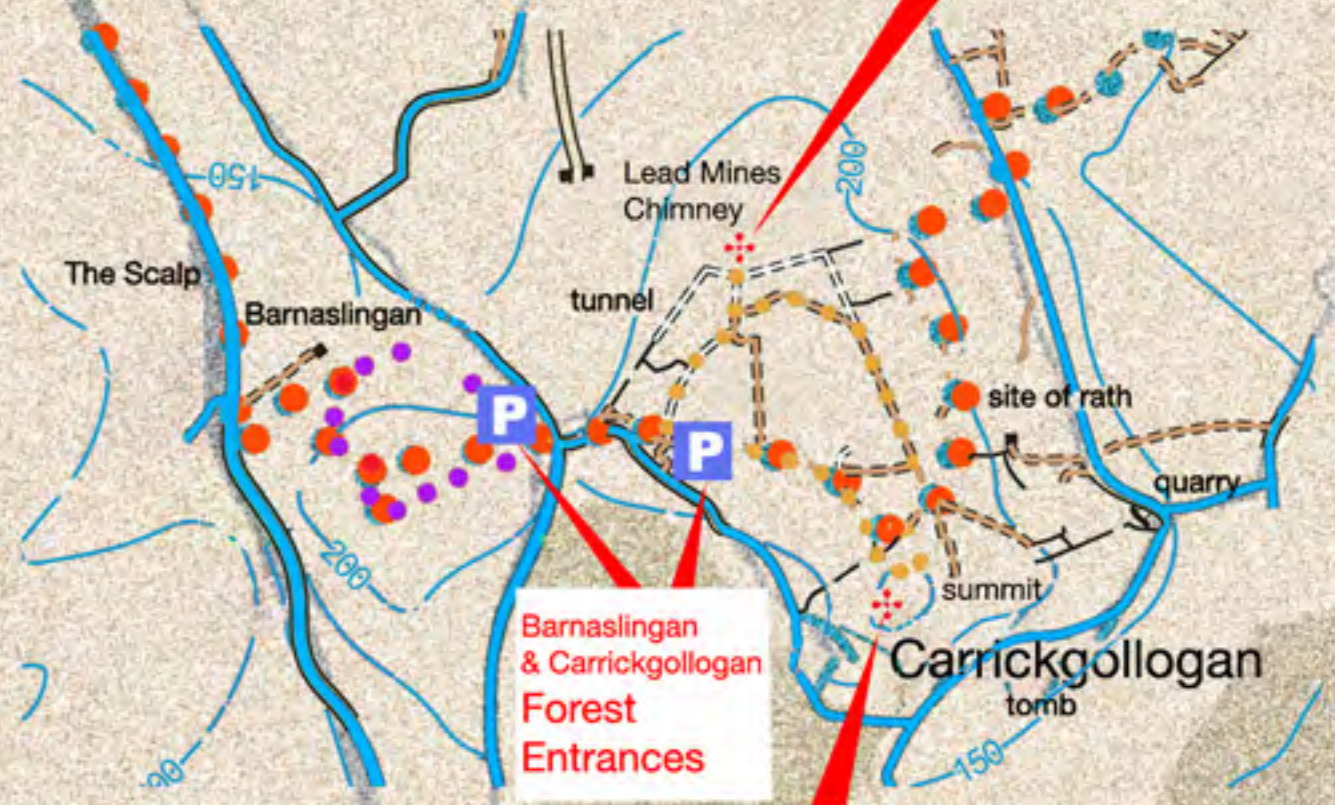 150
200
Lead Mines
Chimney
The Scalp
tunnel
Barnaslingan
P
P
site of rath
quarry
200
summit
Barnaslingan
& Carrickgollogan
Forest
Entrances
Carrickgollogan
tomb
150